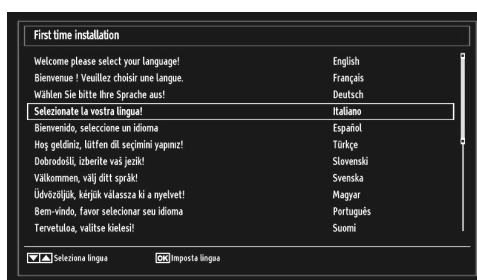 First time installation
Welcome please select your language! English
Bienvenue ! Veuillez choisir une langue. Français
Wählen Sie bitte Ihre Sprache aus! Deutsch
Selezionate la vostra lingua! Italiano
Bienvenido, seleccione un idioma Español
Hoş geldiniz, lütfen dil seçimini yapınız! Türkçe
Dobrodošli, izberite vaš jezik! Slovenski
Välkommen, välj ditt språk! Svenska
Üdvözöljük, kérjük válassza ki a nyelvet! Magyar
Bem-vindo, favor selecionar seu idioma Português
Tervetuloa, valitse kielesi! Suomi
Seleziona lingua OK Imposta lingua